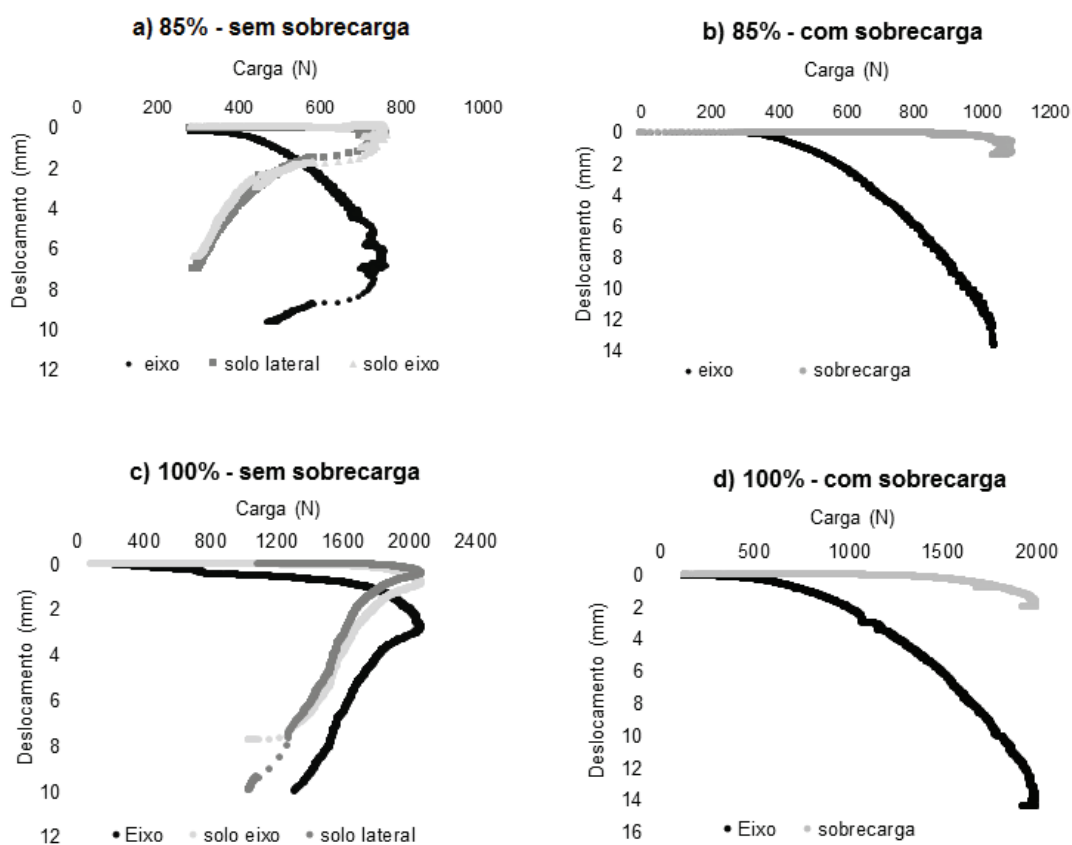 a) 85% - sem sobrecarga
Carga (N)
0 200 400 600 800 1000
Deslocamento (mm)
0
2
4
6
8
10
12
eixo solo lateral solo eixo
b) 85% - com sobrecarga
Carga (N)
0 200 400 600 800 1000 1200
Deslocamento (mm)
0
2
4
6
8
10
12
14
eixo sobrecarga
c) 100% - sem sobrecarga
Carga (N)
0 400 800 1200 1600 2000 2400
Deslocamento (mm)
0
2
4
6
8
10
12
Eixo solo eixo solo lateral
d) 100% - com sobrecarga
Carga (N)
0 500 1000 1500 2000
Deslocamento (mm)
0
2
4
6
8
10
12
14
16
Eixo sobrecarga